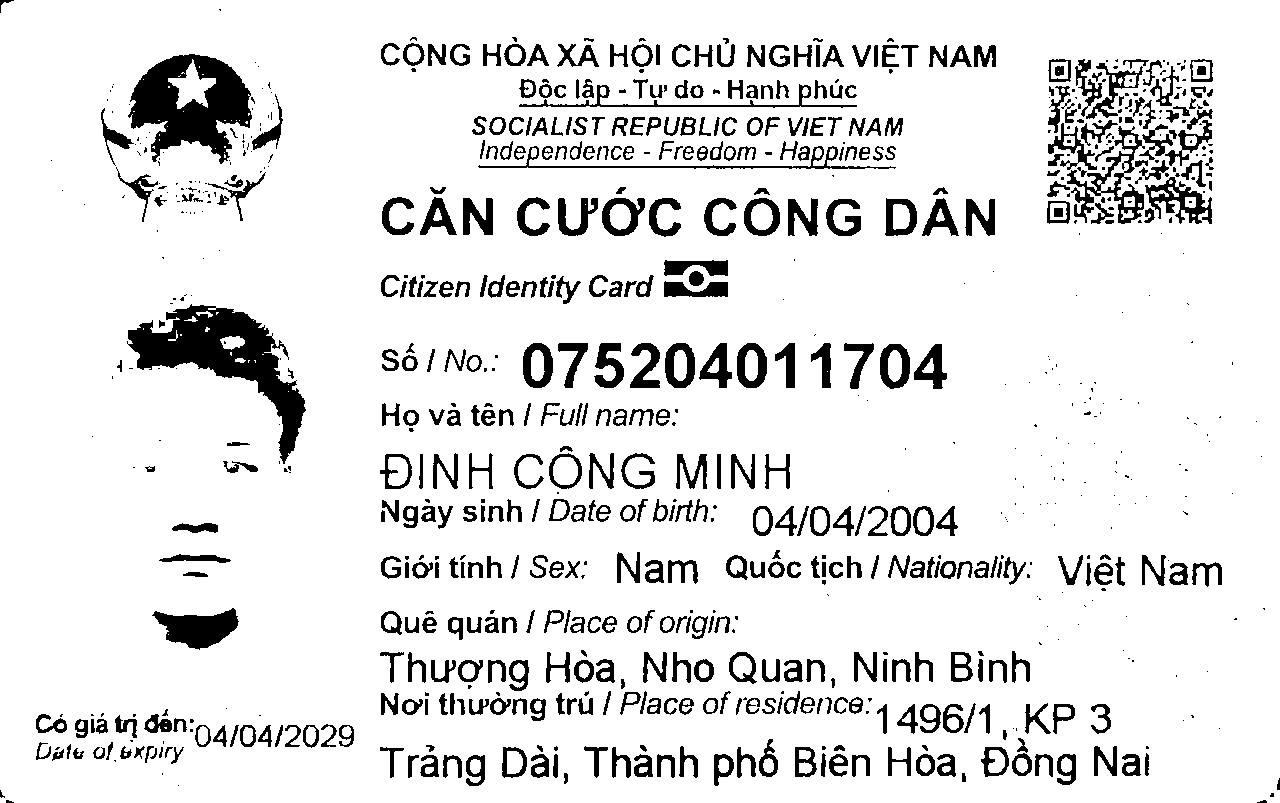 CỘNG HÒA XÃ HỘI CHỦ NGHĨA VIỆT NAM
Độc lập - Tự do - Hạnh phúc
SOCIALIST REPUBLIC OF VIET NAM
Independence - Freedom - Happiness
CĂN CƯỚC CÔNG DÂN
Citizen Identity Card
Số / No.: 075204011704
Họ và tên / Full name:
ĐINH CÔNG MINH
Ngày sinh / Date of birth: 04/04/2004
Giới tính / Sex: Nam Quốc tịch / Nationality: Việt Nam
Quê quán / Place of origin:
Thượng Hòa, Nho Quan, Ninh Bình
Nơi thường trú / Place of residence: 1496/1, KP 3
Trảng Dài, Thành phố Biên Hòa, Đồng Nai
Có giá trị đến: 04/04/2029
Date of expiry